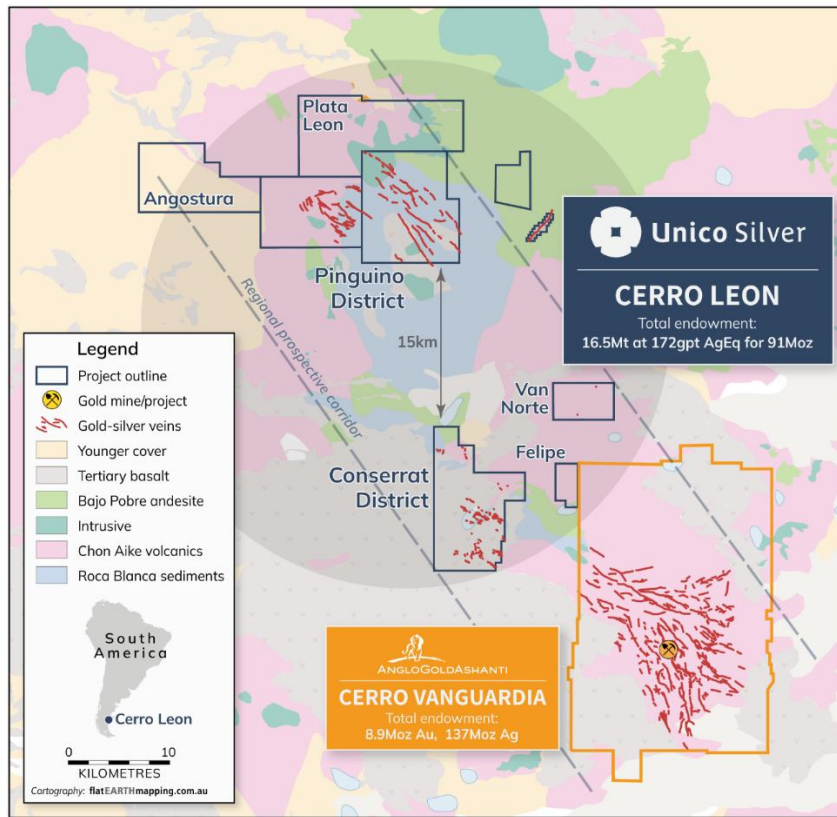 Plata
Leon
Angostura
Pinguino
District
Regional prospective corridor
15km
Unico Silver
CERRO LEON
Total endowment:
16.5Mt at 172gpt AgEq for 91Moz
Van
Norte
Felipe
Conserrat
District
Legend
Project outline
Gold mine/project
Gold-silver veins
Younger cover
Tertiary basalt
Bajo Pobre andesite
Intrusive
Chon Aike volcanics
Roca Blanca sediments
South
America
Cerro Leon
0 10
KILOMETRES
Cartography: flatEARTHmapping.com.au
ANGLOGOLDASHANTI
CERRO VANGUARDIA
Total endowment:
8.9Moz Au, 137Moz Ag